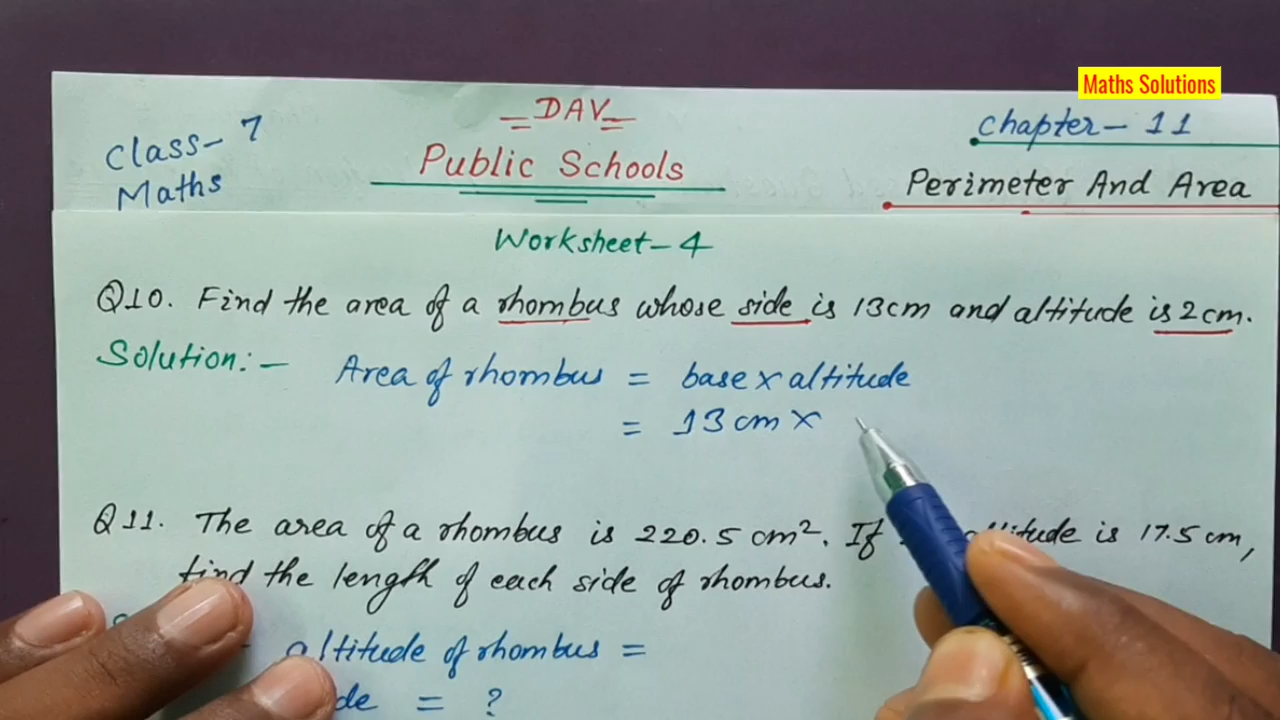 Maths Solutions
Class-7
Maths
DAV
Public Schools
Chapter-11
Perimeter And Area
Worksheet-4
Q10. Find the area of a rhombus whose side is 13cm and altitude is 2cm.
Solution:- Area of rhombus = base x altitude
= 13 cm x
Q11. The area of a rhombus is 220.5 cm². If is 17.5 cm,
find the length of each side of rhombus.
altitude of rhombus =
= ?